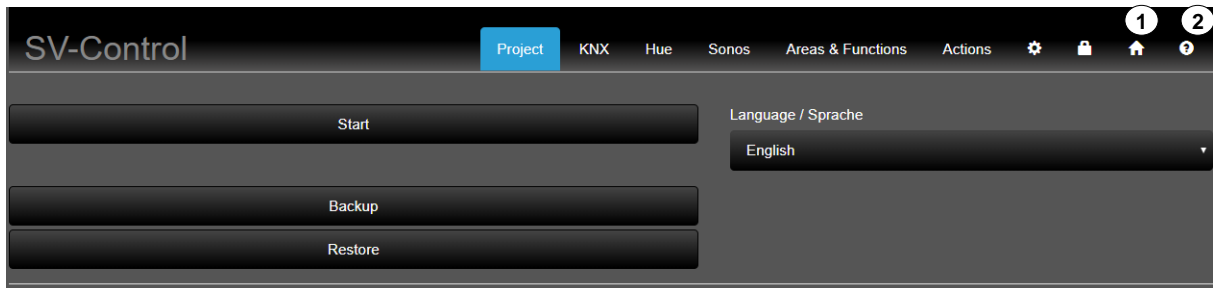 1 2
SV-Control Project KNX Hue Sonos Areas & Functions Actions
Start
Language / Sprache
English
Backup
Restore